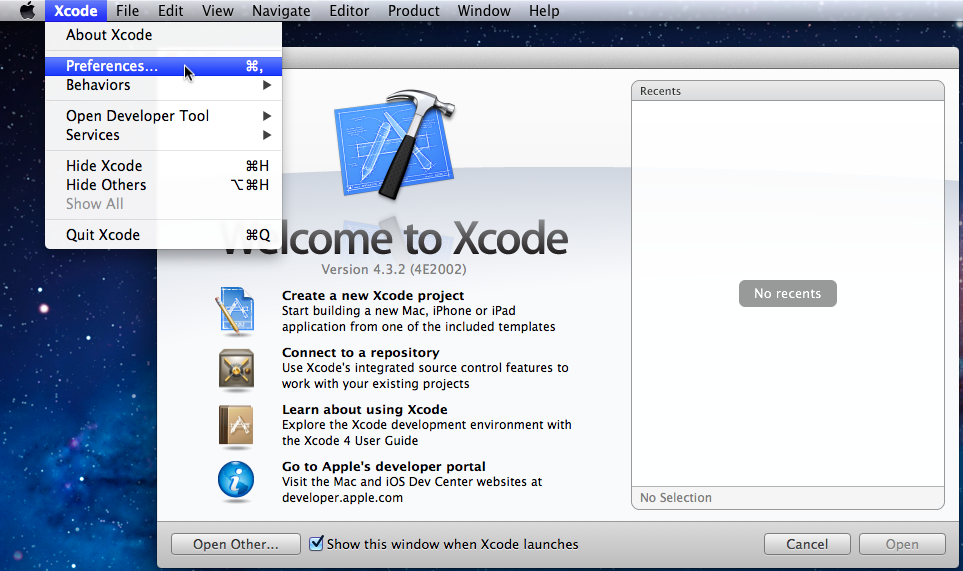 Xcode File Edit View Navigate Editor Product Window Help
About Xcode
Preferences... ⌘,
Behaviors ▶
Open Developer Tool ▶
Services ▶
Hide Xcode ⌘H
Hide Others ⌥⌘H
Show All
Quit Xcode ⌘Q
Welcome to Xcode
Version 4.3.2 (4E2002)
Create a new Xcode project
Start building a new Mac, iPhone or iPad
application from one of the included templates
Connect to a repository
Use Xcode's integrated source control features to
work with your existing projects
Learn about using Xcode
Explore the Xcode development environment with
the Xcode 4 User Guide
Go to Apple's developer portal
Visit the Mac and iOS Dev Center websites at
developer.apple.com
Recents
No recents
No Selection
Open Other... Show this window when Xcode launches Cancel Open